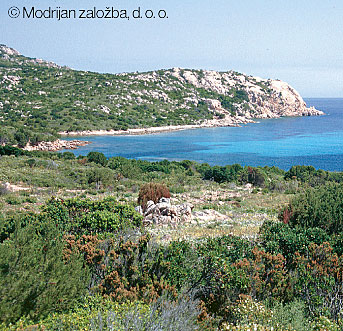 © Modrijan založba, d. o. o.